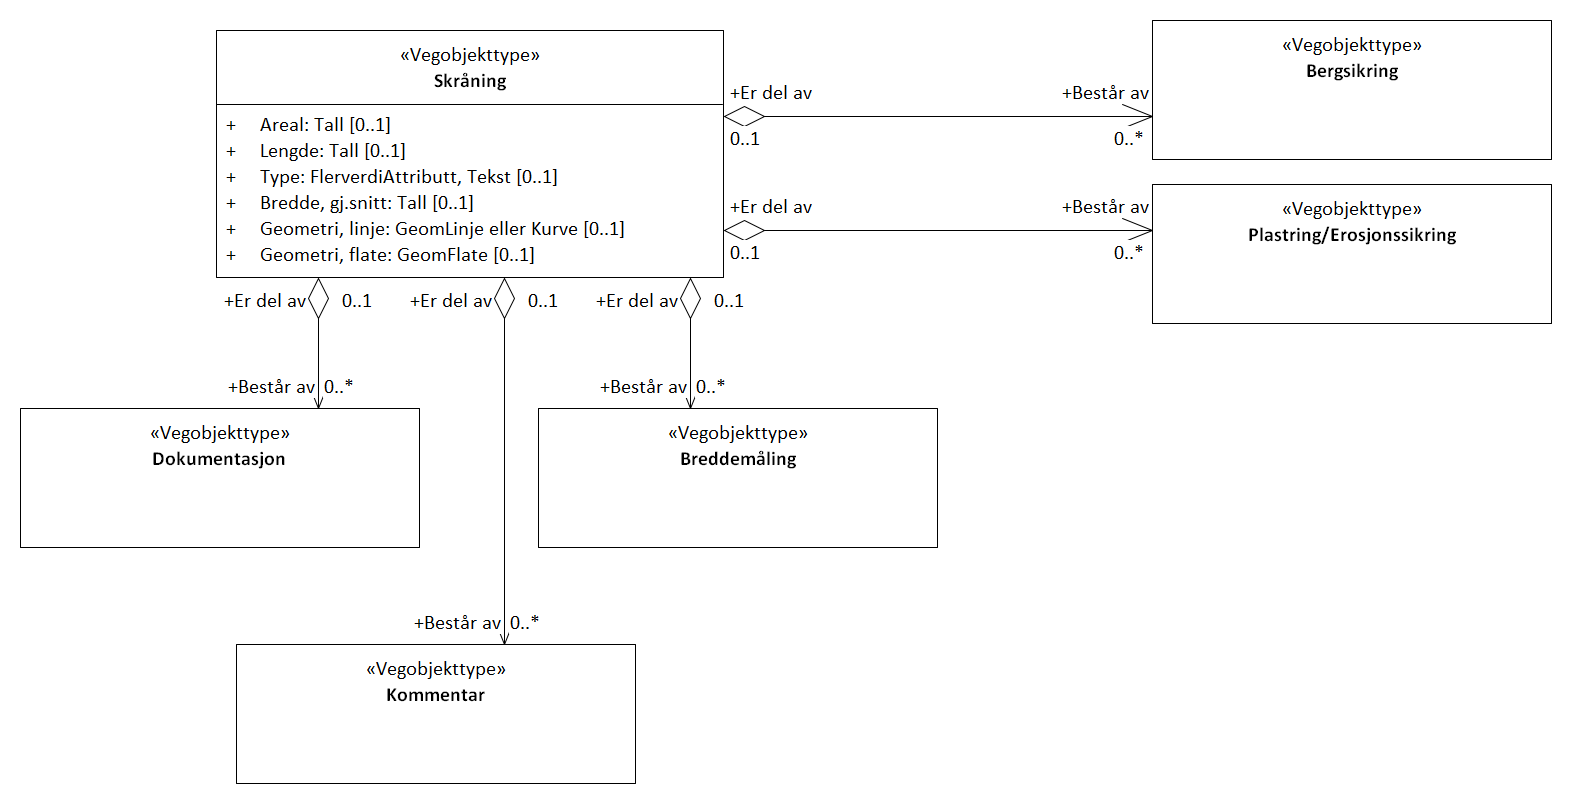 «Vegobjekttype»
Skråning
+ Areal: Tall [0..1]
+ Lengde: Tall [0..1]
+ Type: FlerverdiAttributt, Tekst [0..1]
+ Bredde, gj.snitt: Tall [0..1]
+ Geometri, linje: GeomLinje eller Kurve [0..1]
+ Geometri, flate: GeomFlate [0..1]
+Er del av
0..1
+Består av
0..*
«Vegobjekttype»
Bergsikring
+Er del av
0..1
+Består av
0..*
«Vegobjekttype»
Plastring/Erosjonssikring
+Er del av 0..1
+Består av 0..*
«Vegobjekttype»
Dokumentasjon
+Er del av 0..1
+Består av 0..*
«Vegobjekttype»
Kommentar
+Er del av 0..1
+Består av 0..*
«Vegobjekttype»
Breddemåling